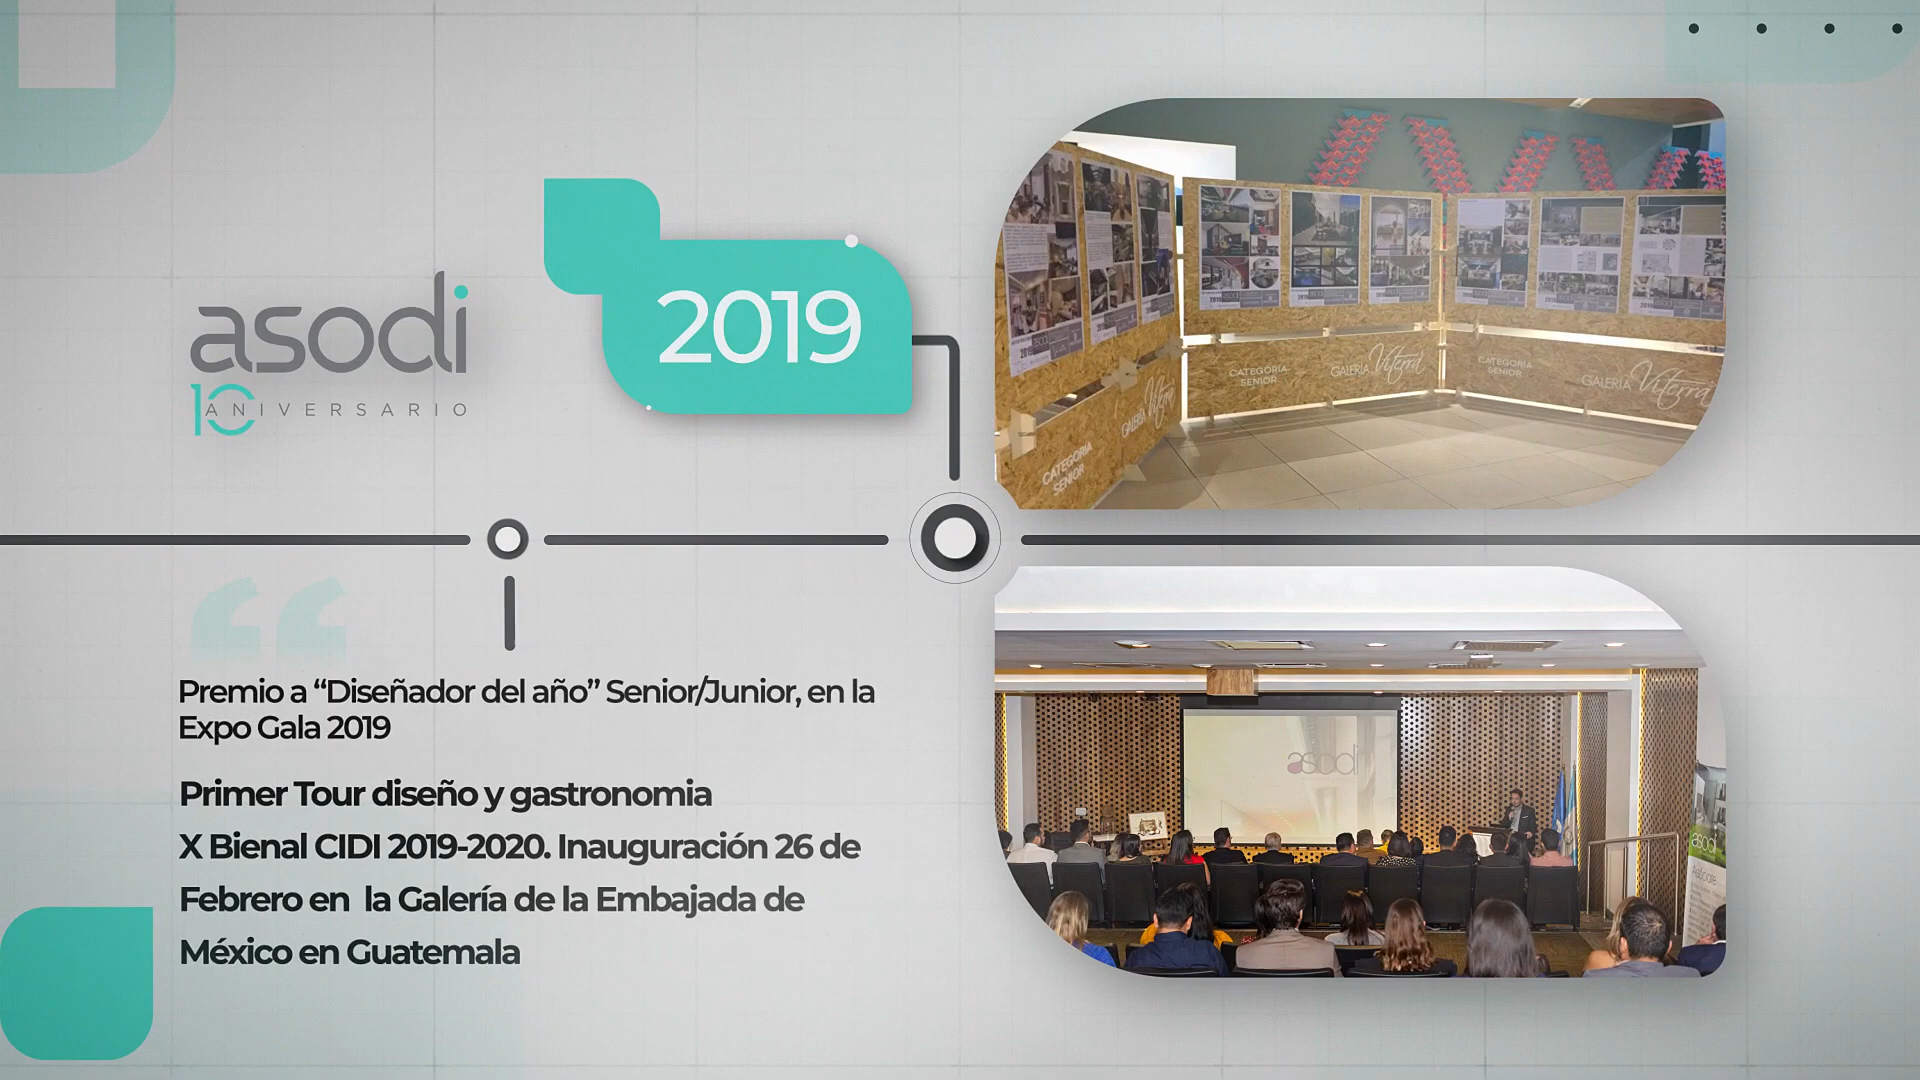 asodi
10 ANIVERSARIO
2019
Premio a “Diseñador del año” Senior/Junior, en la
Expo Gala 2019
Primer Tour diseño y gastronomia
X Bienal CIDI 2019-2020. Inauguración 26 de
Febrero en  la Galería de la Embajada de
México en Guatemala
CATEGORIA
SENIOR
GALERIA Viterra
CATEGORIA
SENIOR
GALERIA Viterra
CATEGORIA
SENIOR
GALERIA Viterra
asodi
asodi